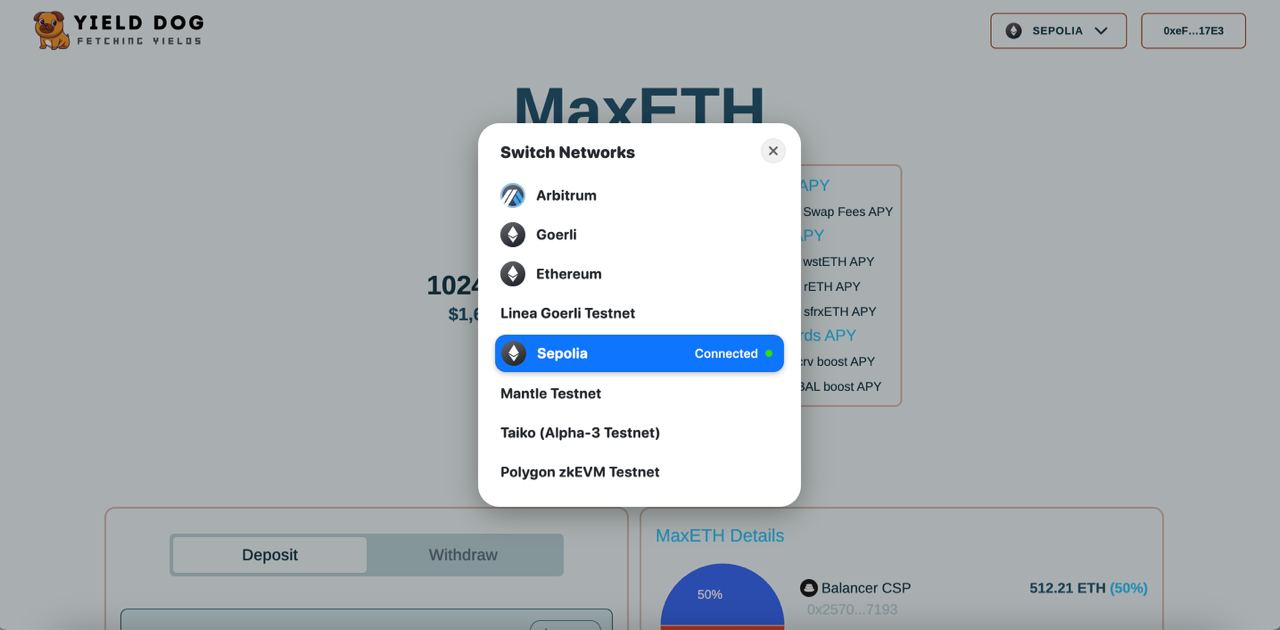 YIELD DOG
FETCHING YIELDS
SEPOLIA
0xeF...17E3
MaxETH
Switch Networks
Arbitrum
Goerli
Ethereum
Linea Goerli Testnet
Sepolia Connected
Mantle Testnet
Taiko (Alpha-3 Testnet)
Polygon zkEVM Testnet
1024
$1,6
APY
Swap Fees APY
APY
wstETH APY
rETH APY
sfrxETH APY
rds APY
crv boost APY
BAL boost APY
Deposit Withdraw
MaxETH Details
50%
Balancer CSP 512.21 ETH (50%)
0x2570...7193